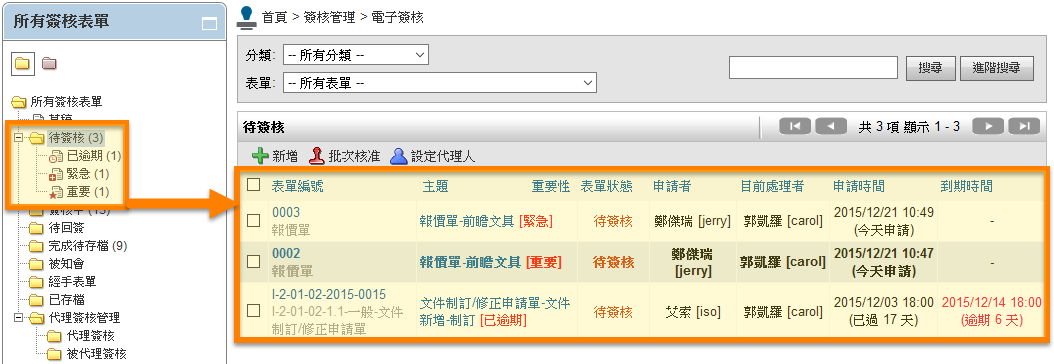 所有簽核表單
所有簽核表單
草稿
待簽核 (3)
已逾期 (1)
緊急 (1)
重要 (1)
簽核中 (13)
待回簽
完成待存檔 (9)
被知會
經手表單
已存檔
代理簽核管理
代理簽核
被代理簽核
首頁 > 簽核管理 > 電子簽核
分類: -- 所有分類 --
表單: -- 所有表單 --
搜尋 進階搜尋
待簽核 共 3 項 顯示 1 - 3
新增 批次核准 設定代理人
表單編號 主題 重要性 表單狀態 申請者 目前處理者 申請時間 到期時間
0003
報價單
報價單-前瞻文具 [緊急] 待簽核 鄭傑瑞 [jerry] 郭凱羅 [carol] 2015/12/21 10:49 -
(今天申請)
0002
報價單
報價單-前瞻文具 [重要] 待簽核 鄭傑瑞
[jerry] 郭凱羅 [carol] 2015/12/21 10:47 -
(今天申請)
I-2-01-02-2015-0015
I-2-01-02-1.1-一般-文件
制訂/修正申請單
文件制訂/修正申請單-文件
新增-制訂 [已逾期]
待簽核 艾索 [iso] 郭凱羅 [carol] 2015/12/03 18:00 2015/12/14 18:00
(已過 17 天) (逾期 6 天)